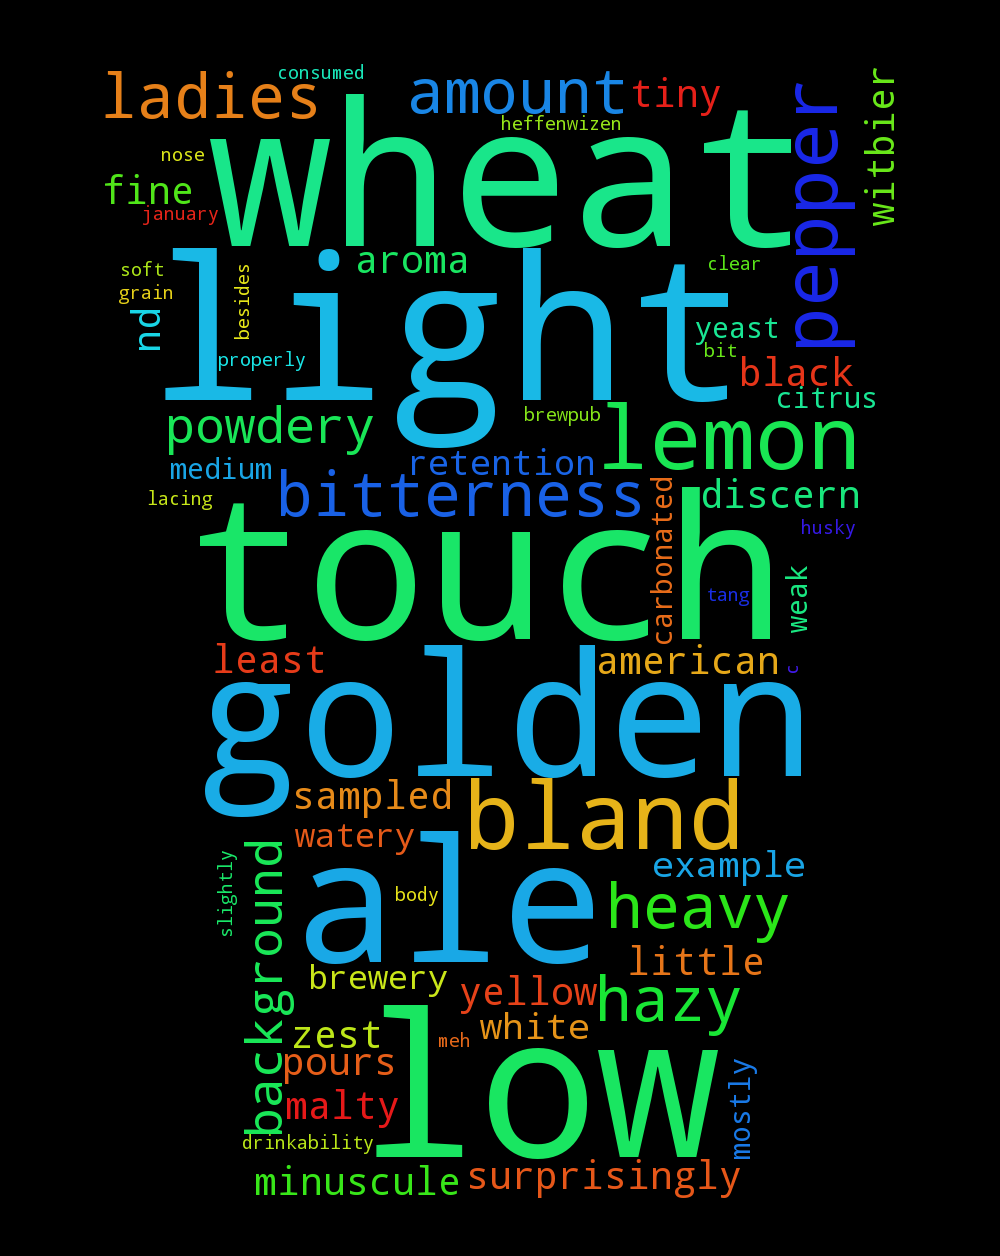 consumed
ladies
amount
tiny
heffenwizen
wheat
pepper
witbier
nose
fine
january
light
aroma
clear
soft
grain
besides
nd
properly
yeast
bit
black
citrus
powdery
brewpub
lemon
medium
retention
bitterness
lacing
discern
carbonated
husky
touch
tang
weak
least
american
c
golden
sampled
bland
watery
ale
example
slightly
background
body
heavy
little
brewery
yellow
hazy
zest
meh
white
pours
low
malty
mostly
drinkability
minuscule
surprisingly